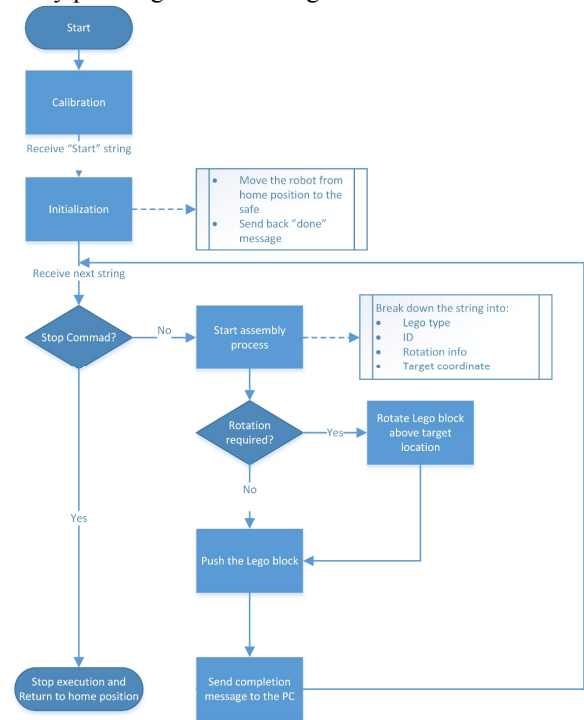 Start
Calibration
Receive "Start" string
Initialization
• Move the robot from
home position to the
safe
• Send back "done"
message
Receive next string
Stop Commad?
No
Start assembly
process
Break down the string into:
• Lego type
• ID
• Rotation info
• Target coordinate
Rotation
required?
Yes
Rotate Lego block
above target
location
No
Yes
Push the Lego block
Stop execution and
Return to home position
Send completion
message to the PC